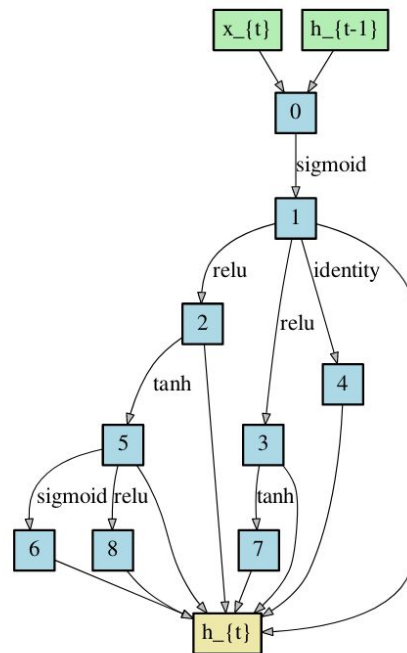 x_{t} h_{t-1}
0
sigmoid
1
relu identity
2 relu
4
tanh
5 3
sigmoid relu tanh
6 8 7
h_{t}